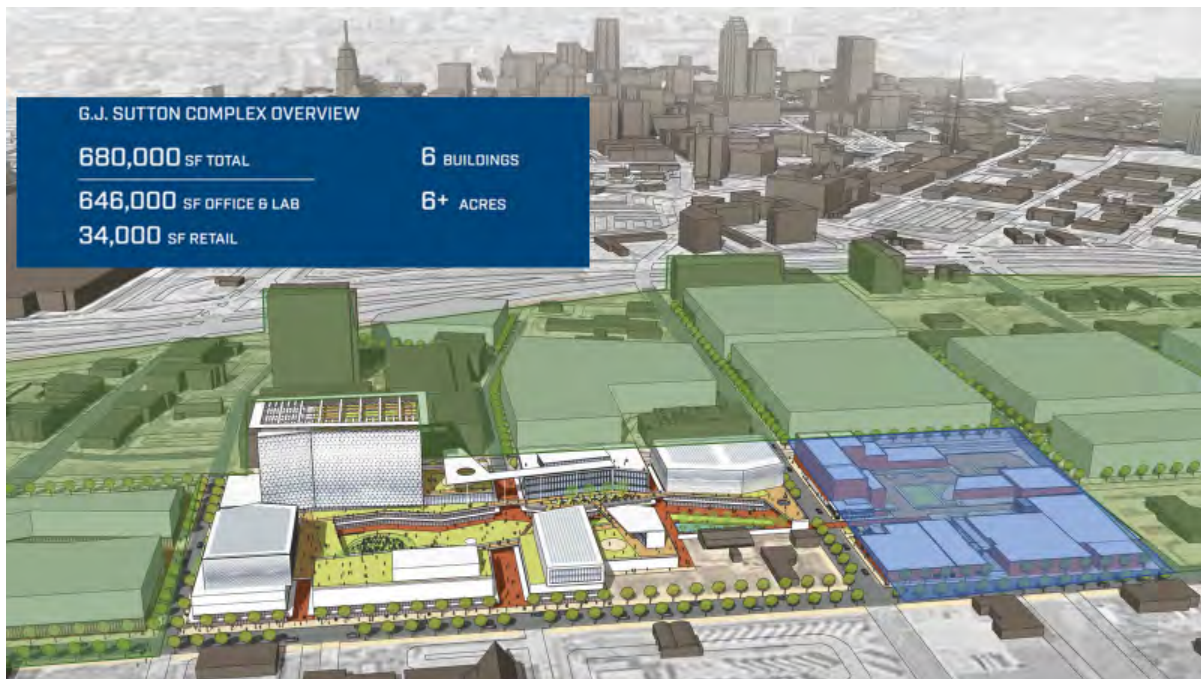 G.J. SUTTON COMPLEX OVERVIEW
680,000 SF TOTAL
6 BUILDINGS
646,000 SF OFFICE & LAB
6+ ACRES
34,000 SF RETAIL